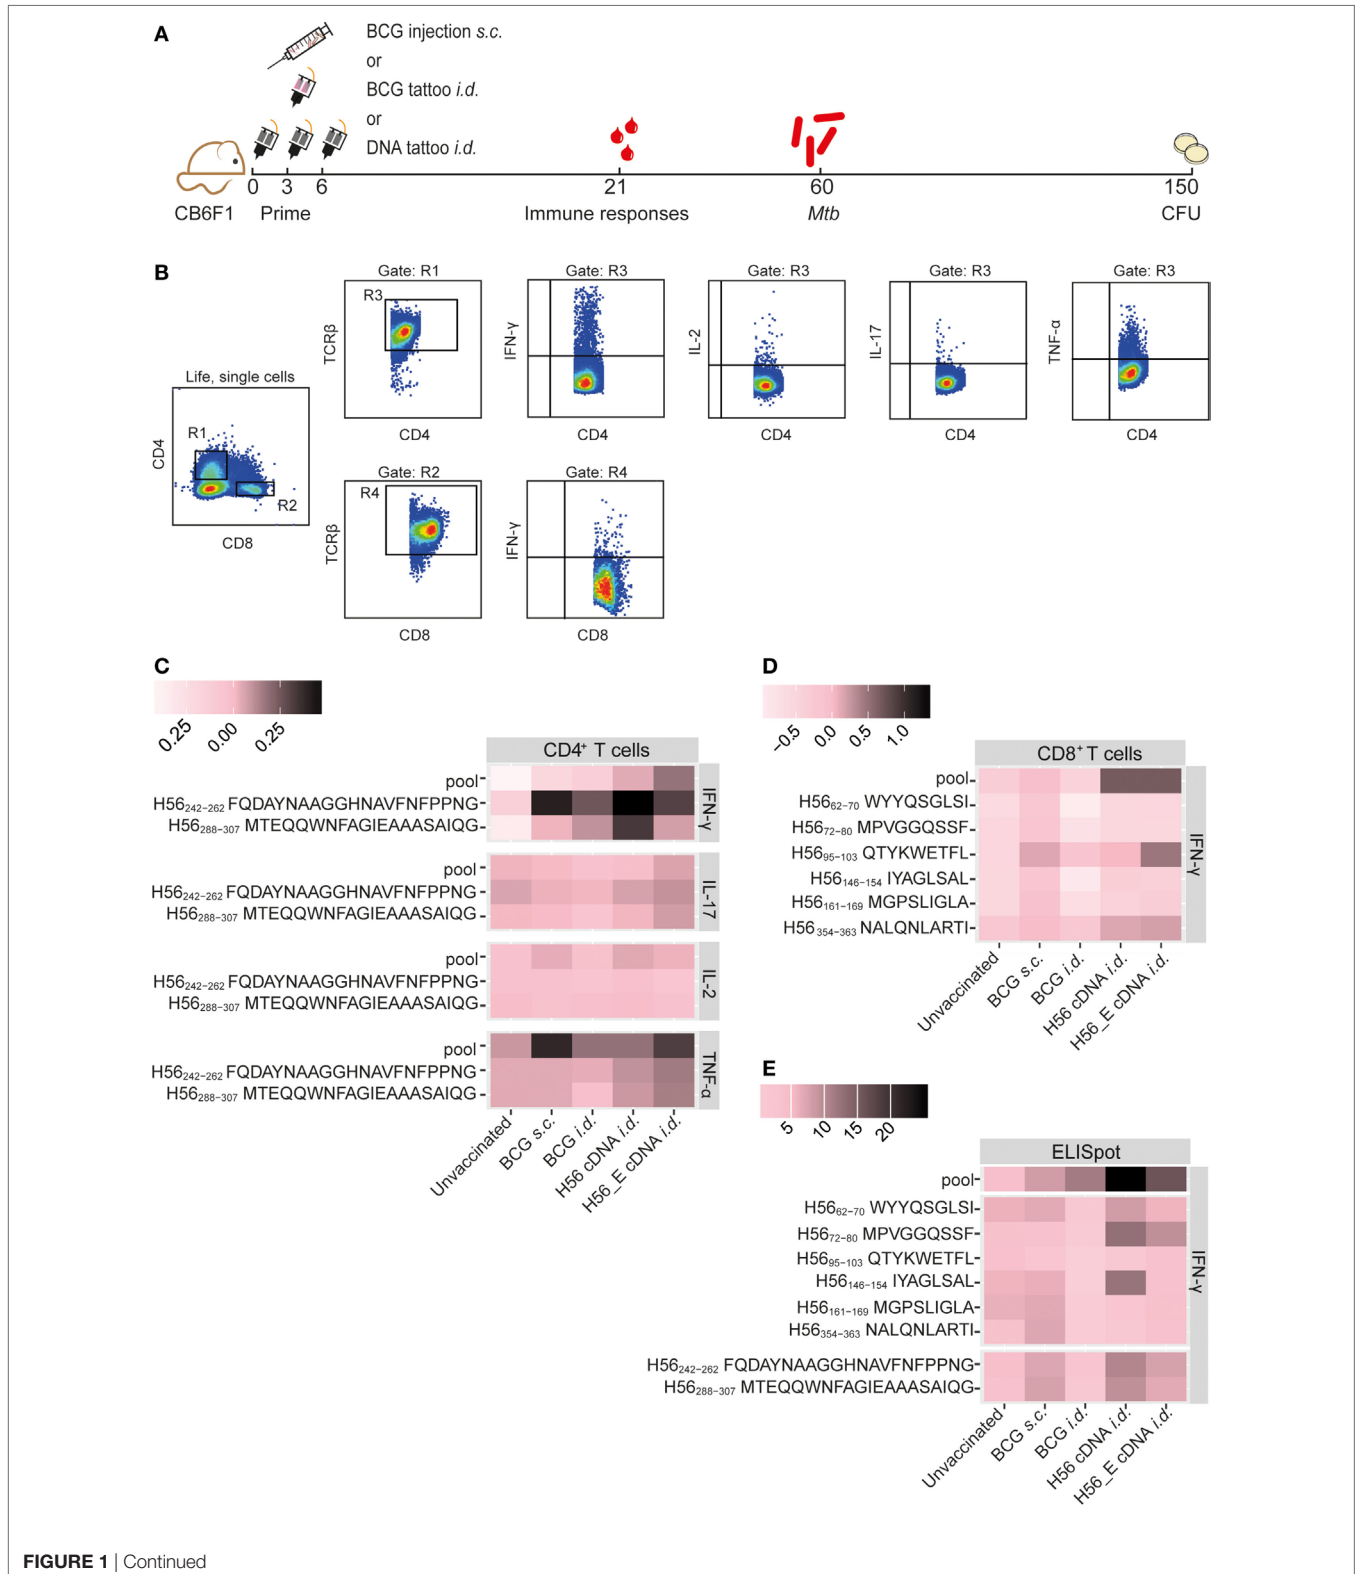 A
BCG injection s.c.
or
BCG tattoo i.d.
or
DNA tattoo i.d.
0 3 6 21 60 150
CB6F1 Prime Immune responses Mtb CFU
B
Gate: R1 Gate: R3 Gate: R3 Gate: R3 Gate: R3
R3
TCRβ IFN-γ IL-2 IL-17 TNF-α
CD4 CD4 CD4 CD4 CD4
Life, single cells
R1
CD4
R2
CD8
Gate: R2 Gate: R4
R4
TCRβ IFN-γ
CD8 CD8
C
0.25 0.00 0.25
CD4+ T cells
pool
H56242–262 FQDAYNAAGGHNAVFNFPPNG
H56288–307 MTEQQWNFAGIEAAASAIQG
IFN-γ
pool
H56242–262 FQDAYNAAGGHNAVFNFPPNG
H56288–307 MTEQQWNFAGIEAAASAIQG
IL-17
pool
H56242–262 FQDAYNAAGGHNAVFNFPPNG
H56288–307 MTEQQWNFAGIEAAASAIQG
IL-2
pool
H56242–262 FQDAYNAAGGHNAVFNFPPNG
H56288–307 MTEQQWNFAGIEAAASAIQG
TNF-α
Unvaccinated
BCG s.c.
BCG i.d.
H56 cDNA i.d.
H56_E cDNA i.d.
D
−0.5 0.0 0.5 1.0
CD8+ T cells
pool
H5662–70 WYYQSGLSI
H5672–80 MPVGGQSSF
H5695–103 QTYKWETFL
H56146–154 IYAGLSAL
H56161–169 MGPSLIGLA
H56354–363 NALQNLARTI
IFN-γ
Unvaccinated
BCG s.c.
BCG i.d.
H56 cDNA i.d.
H56_E cDNA i.d.
E
5 10 15 20
ELISpot
pool
H5662–70 WYYQSGLSI
H5672–80 MPVGGQSSF
H5695–103 QTYKWETFL
H56146–154 IYAGLSAL
H56161–169 MGPSLIGLA
H56354–363 NALQNLARTI
H56242–262 FQDAYNAAGGHNAVFNFPPNG
H56288–307 MTEQQWNFAGIEAAASAIQG
IFN-γ
Unvaccinated
BCG s.c.
BCG i.d.
H56 cDNA i.d.
H56_E cDNA i.d.
FIGURE 1 | Continued